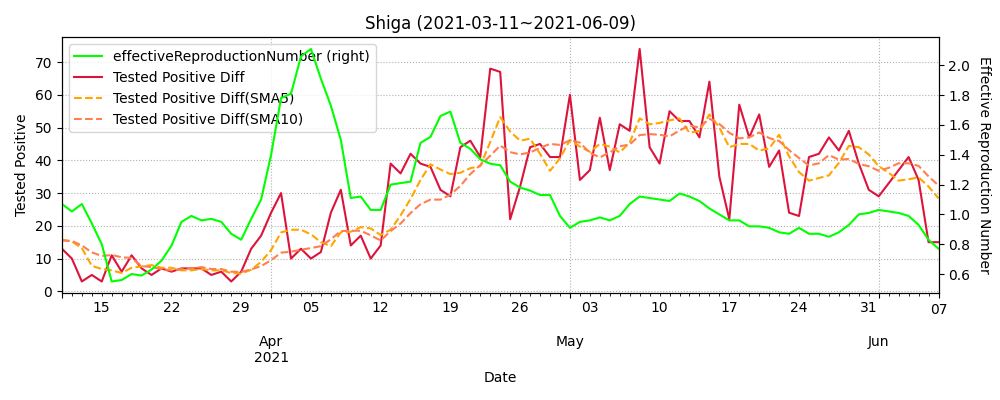 Shiga (2021-03-11~2021-06-09)
effectiveReproductionNumber (right)
Tested Positive Diff
Tested Positive Diff(SMA5)
Tested Positive Diff(SMA10)
Tested Positive
70
60
50
40
30
20
10
0
2.0
1.8
1.6
1.4
1.2
1.0
0.8
0.6
Effective Reproduction Number
15 22 29 05 12 19 26 03 10 17 24 31 07
Apr May Jun
2021
Date